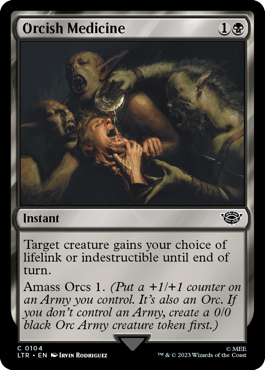 Orcish Medicine 1
Instant
Target creature gains your choice of
lifelink or indestructible until end of
turn.
Amass Orcs 1. (Put a +1/+1 counter on
an Army you control. It's also an Orc. If
you don't control an Army, create a 0/0
black Orc Army creature token first.)
C 0104
LTR • EN Irvin Rodriguez
© MEE
™ & © 2023 Wizards of the Coast